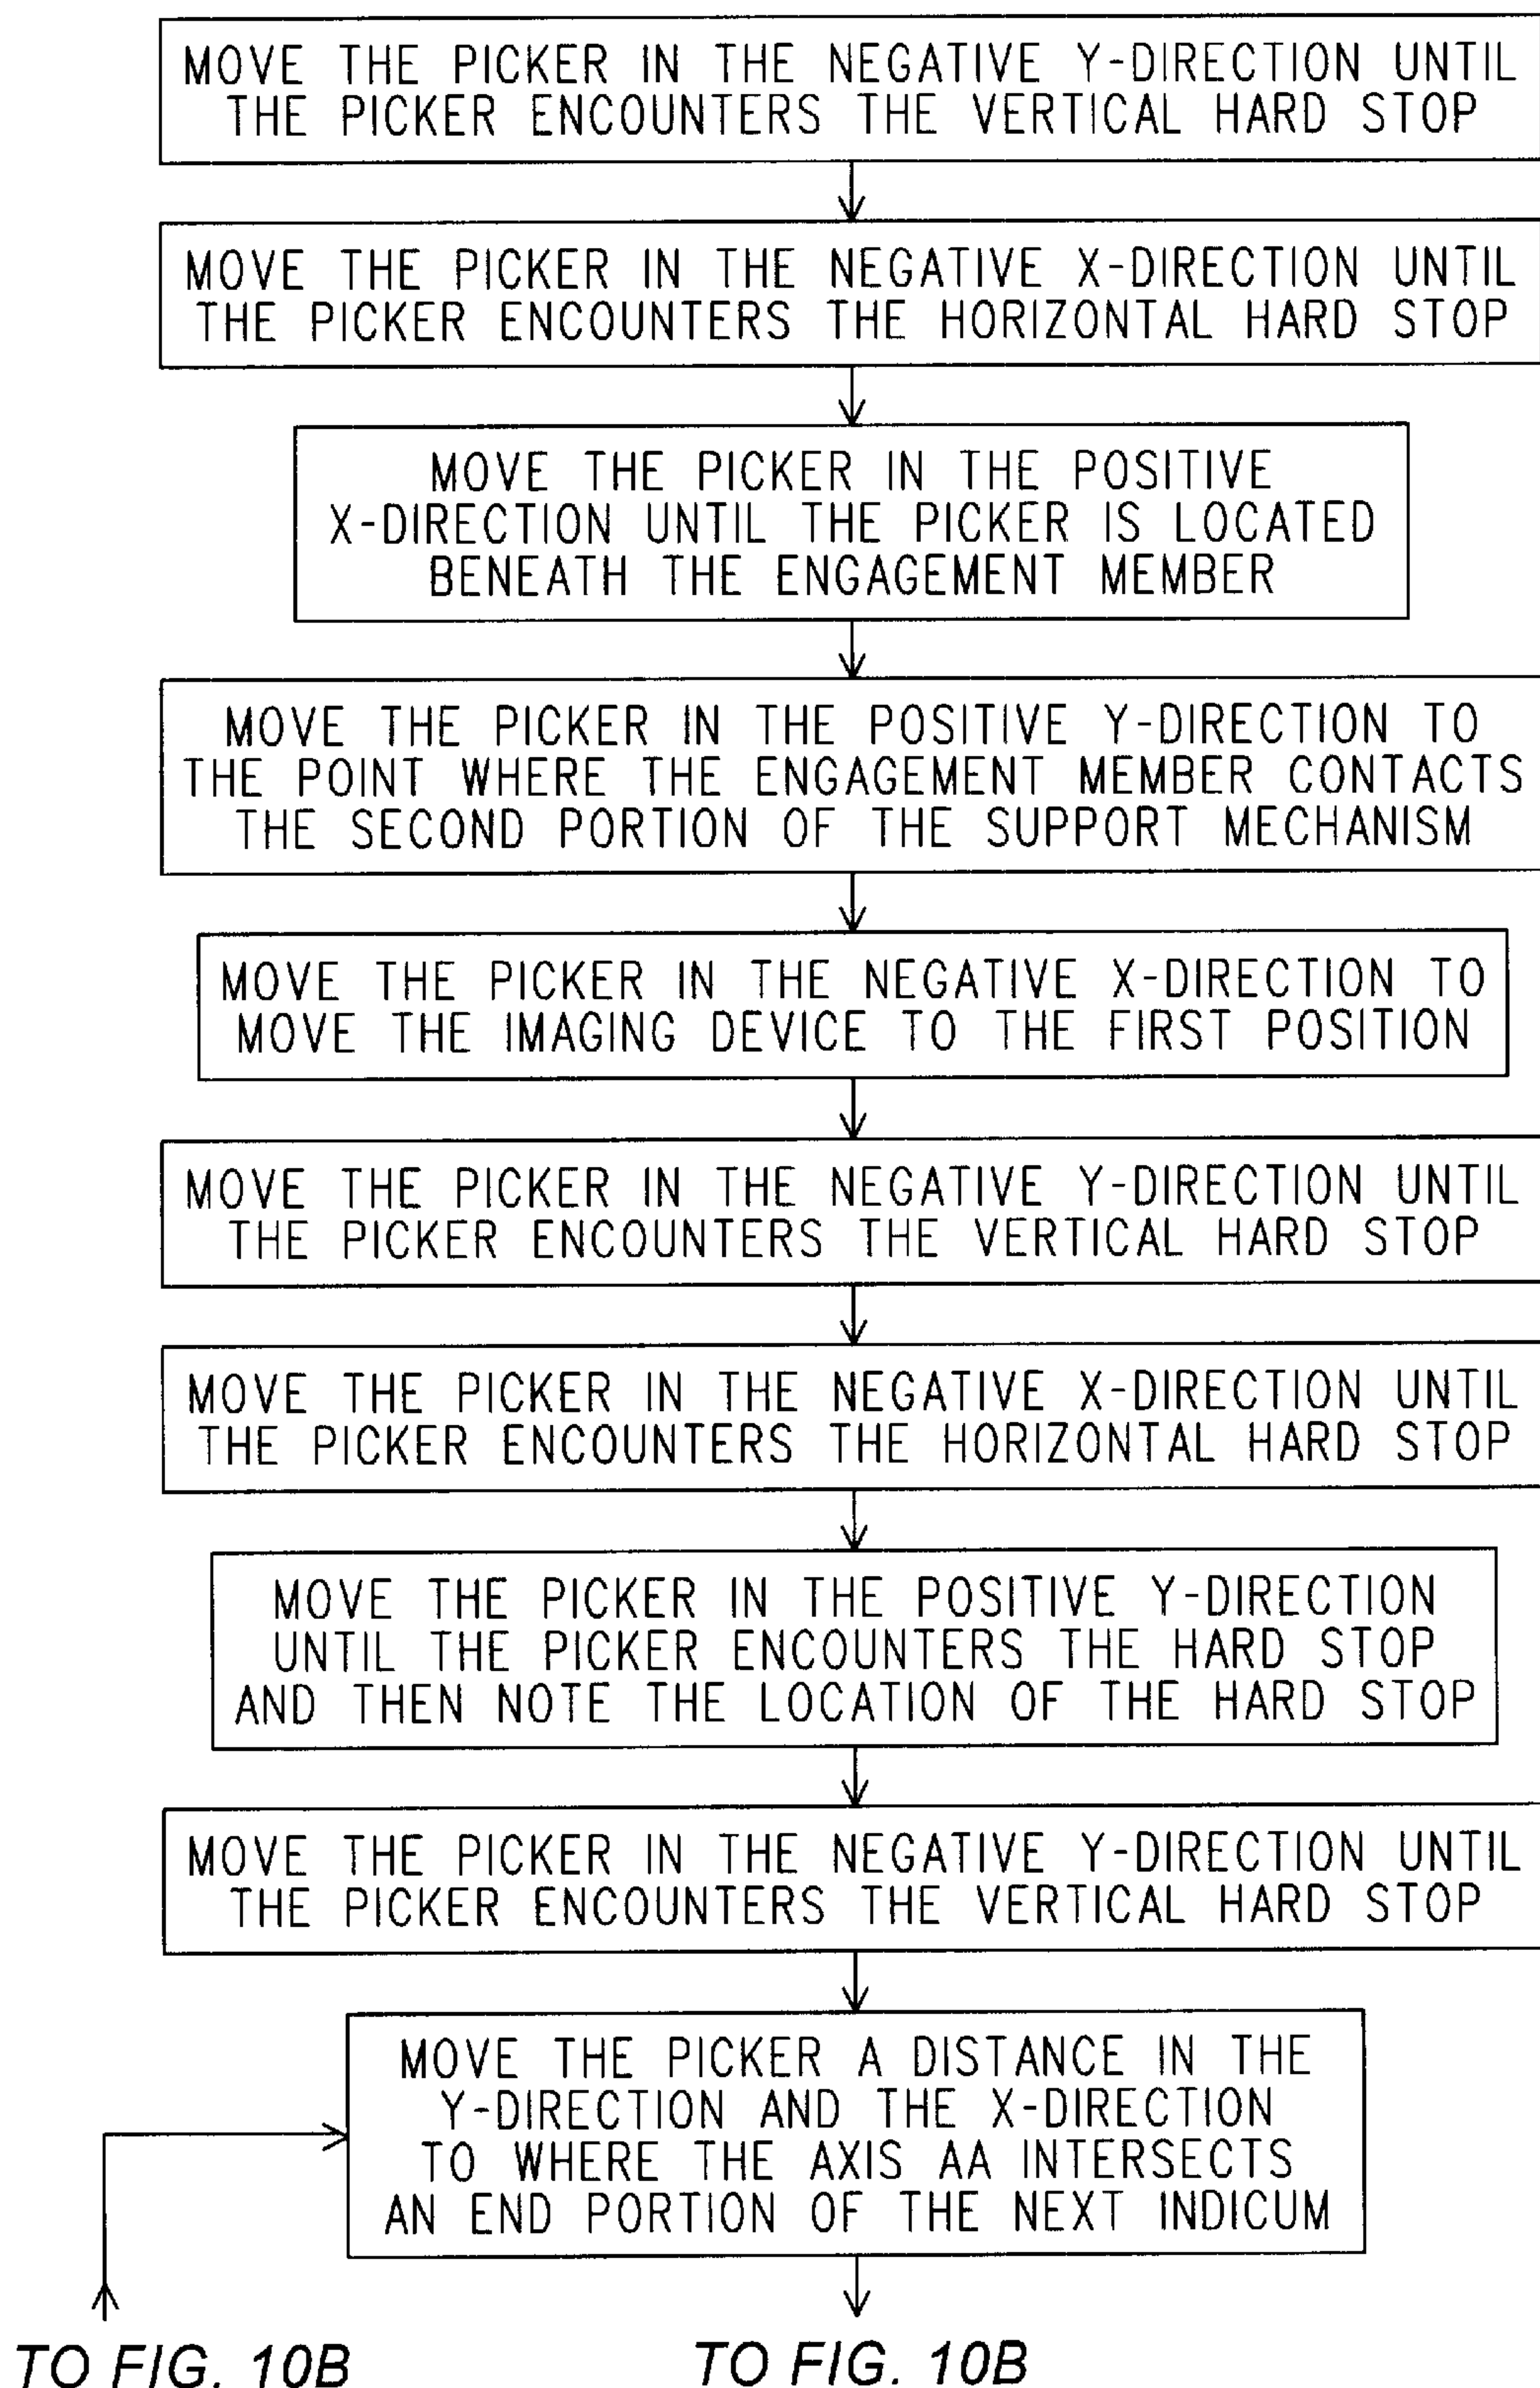 MOVE THE PICKER IN THE NEGATIVE Y-DIRECTION UNTIL
THE PICKER ENCOUNTERS THE VERTICAL HARD STOP
MOVE THE PICKER IN THE NEGATIVE X-DIRECTION UNTIL
THE PICKER ENCOUNTERS THE HORIZONTAL HARD STOP
MOVE THE PICKER IN THE POSITIVE
X-DIRECTION UNTIL THE PICKER IS LOCATED
BENEATH THE ENGAGEMENT MEMBER
MOVE THE PICKER IN THE POSITIVE Y-DIRECTION TO
THE POINT WHERE THE ENGAGEMENT MEMBER CONTACTS
THE SECOND PORTION OF THE SUPPORT MECHANISM
MOVE THE PICKER IN THE NEGATIVE X-DIRECTION TO
MOVE THE IMAGING DEVICE TO THE FIRST POSITION
MOVE THE PICKER IN THE NEGATIVE Y-DIRECTION UNTIL
THE PICKER ENCOUNTERS THE VERTICAL HARD STOP
MOVE THE PICKER IN THE NEGATIVE X-DIRECTION UNTIL
THE PICKER ENCOUNTERS THE HORIZONTAL HARD STOP
MOVE THE PICKER IN THE POSITIVE Y-DIRECTION
UNTIL THE PICKER ENCOUNTERS THE HARD STOP
AND THEN NOTE THE LOCATION OF THE HARD STOP
MOVE THE PICKER IN THE NEGATIVE Y-DIRECTION UNTIL
THE PICKER ENCOUNTERS THE VERTICAL HARD STOP
MOVE THE PICKER A DISTANCE IN THE
Y-DIRECTION AND THE X-DIRECTION
TO WHERE THE AXIS AA INTERSECTS
AN END PORTION OF THE NEXT INDICUM
TO FIG. 10B
TO FIG. 10B